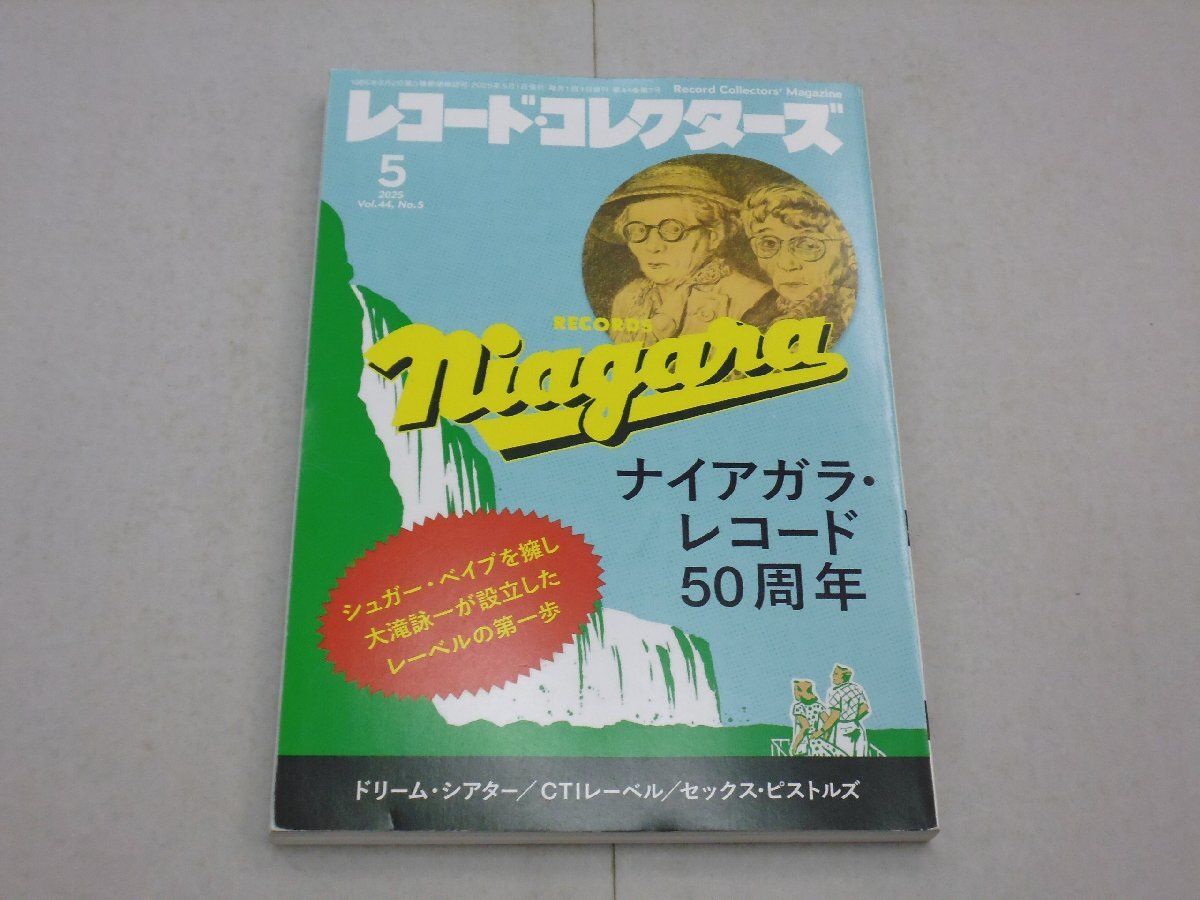 Record Collectors' Magazine
レコード・コレクターズ
5
2025
Vol.44, No.5
RECORDS
niagara
ナイアガラ・
レコード
50周年
シュガー・ベイブを擁し
大滝詠一が設立した
レーベルの第一歩
ドリーム・シアター/CTIレーベル/セックス・ピストルズ